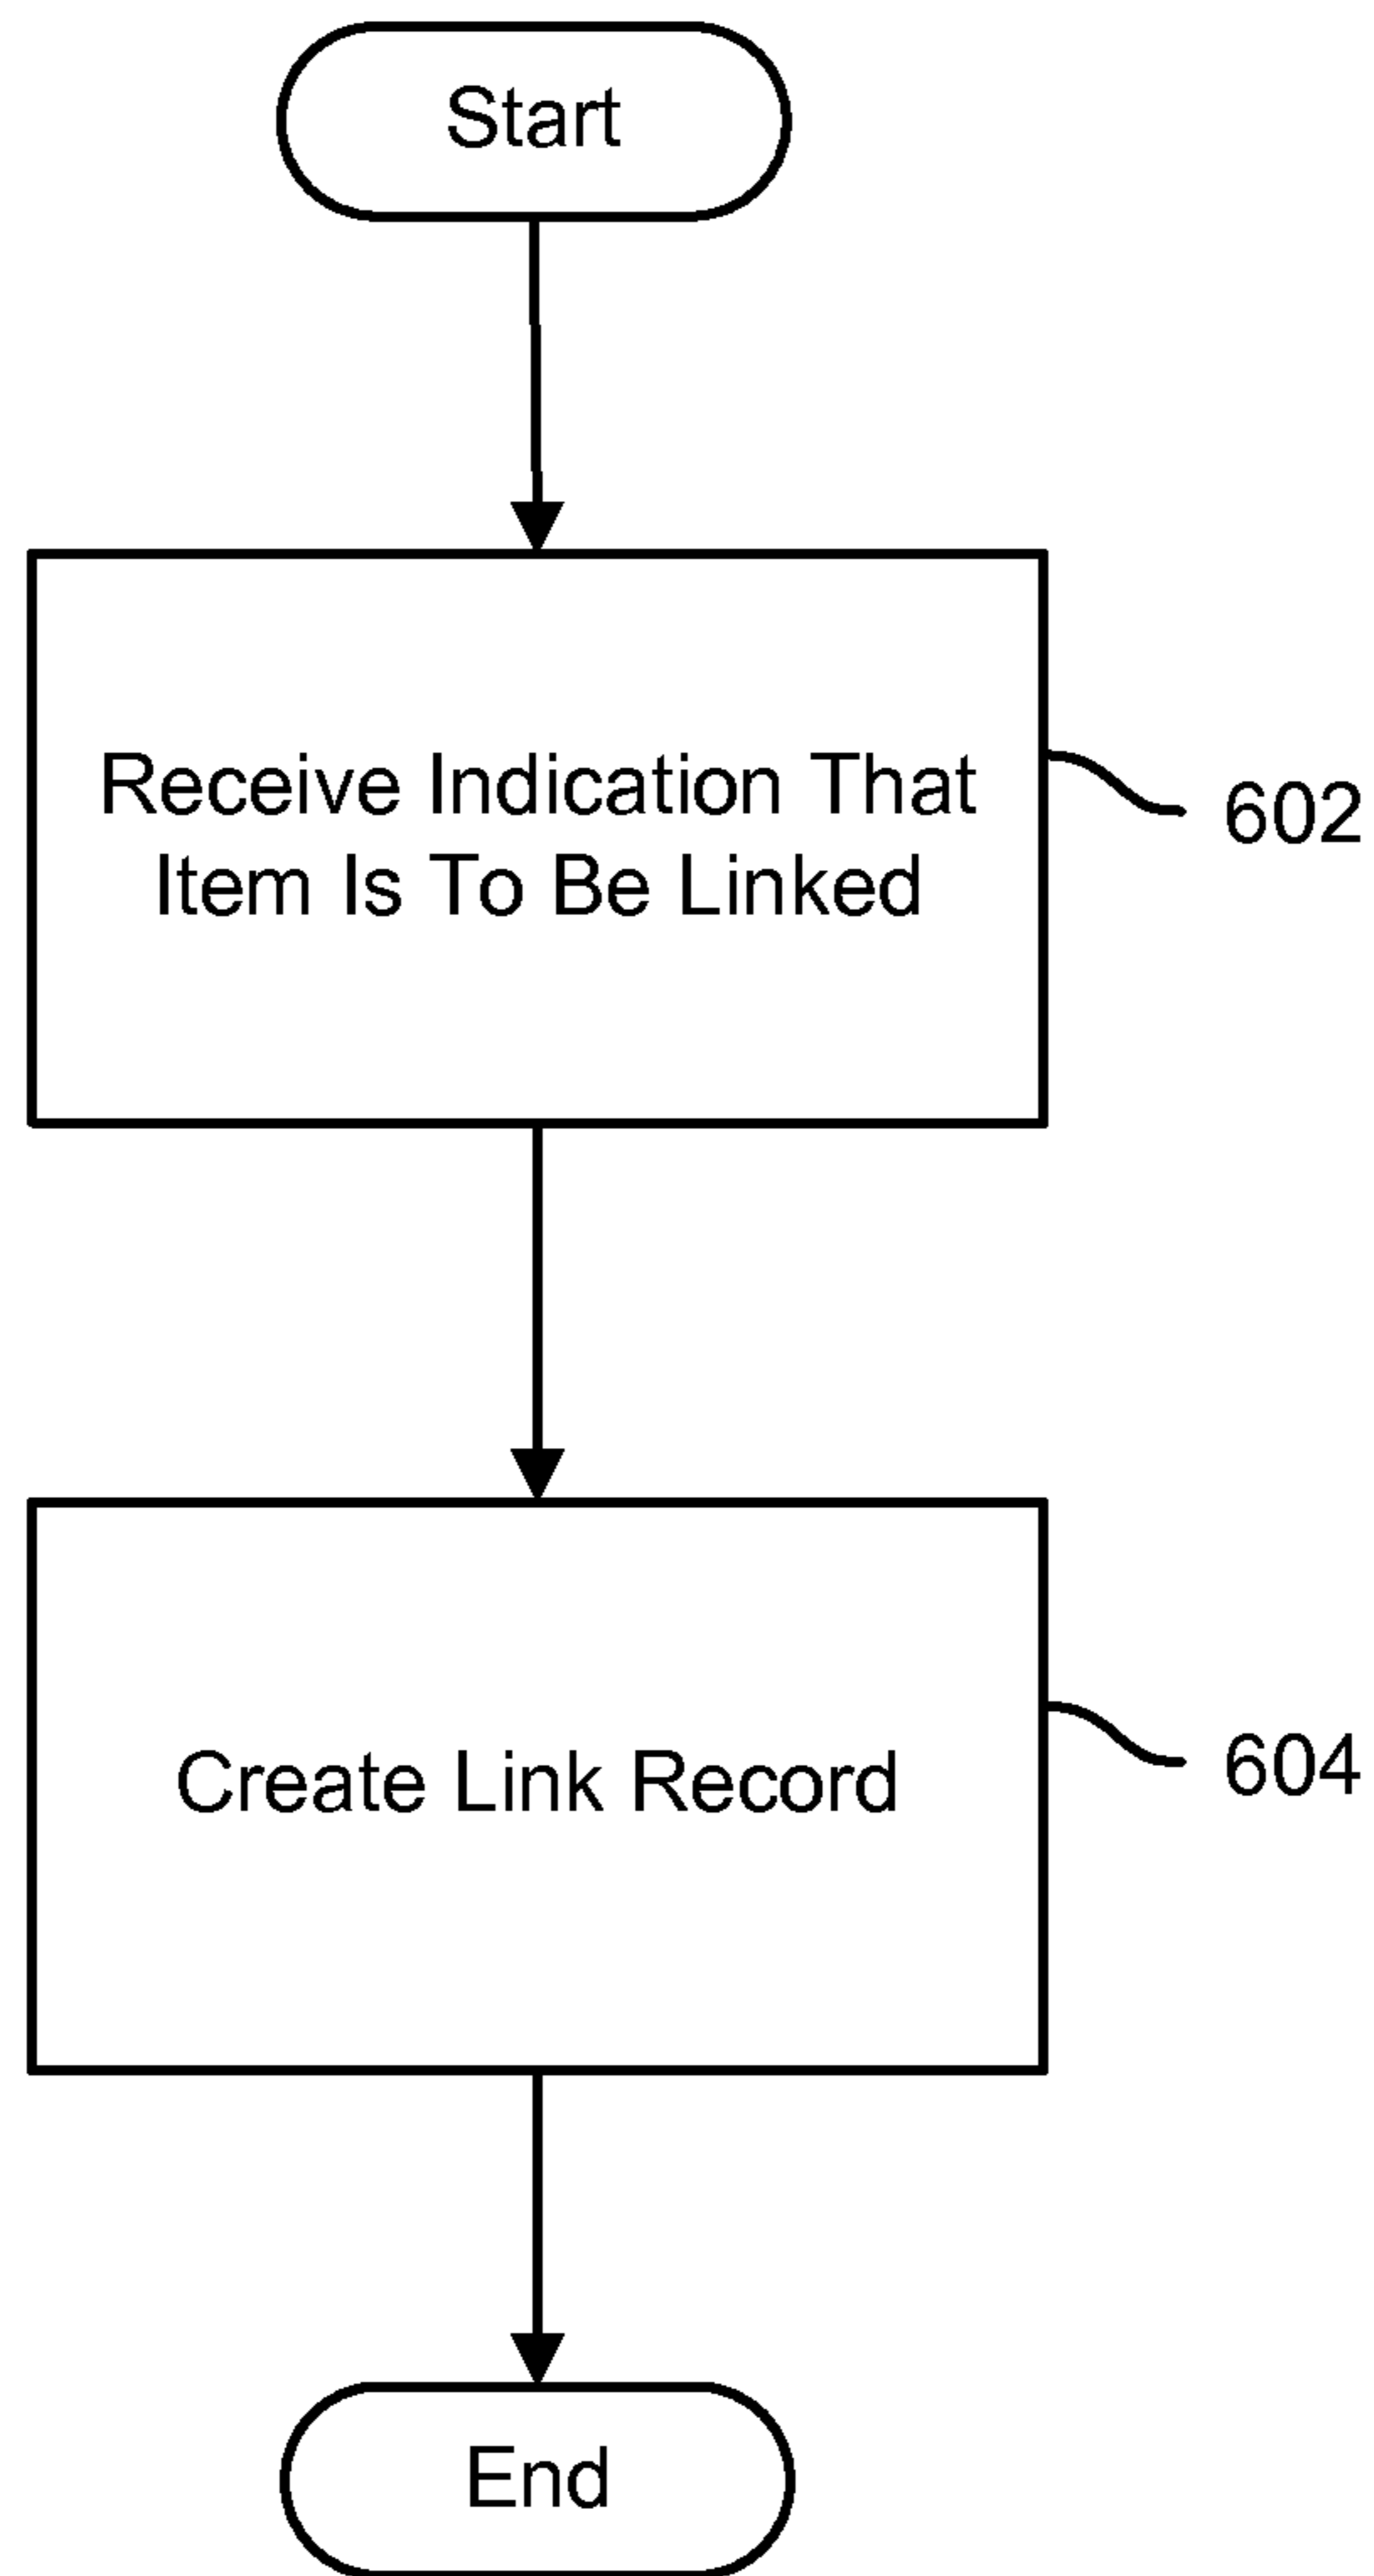 Start
Receive Indication That
Item Is To Be Linked
602
Create Link Record
604
End